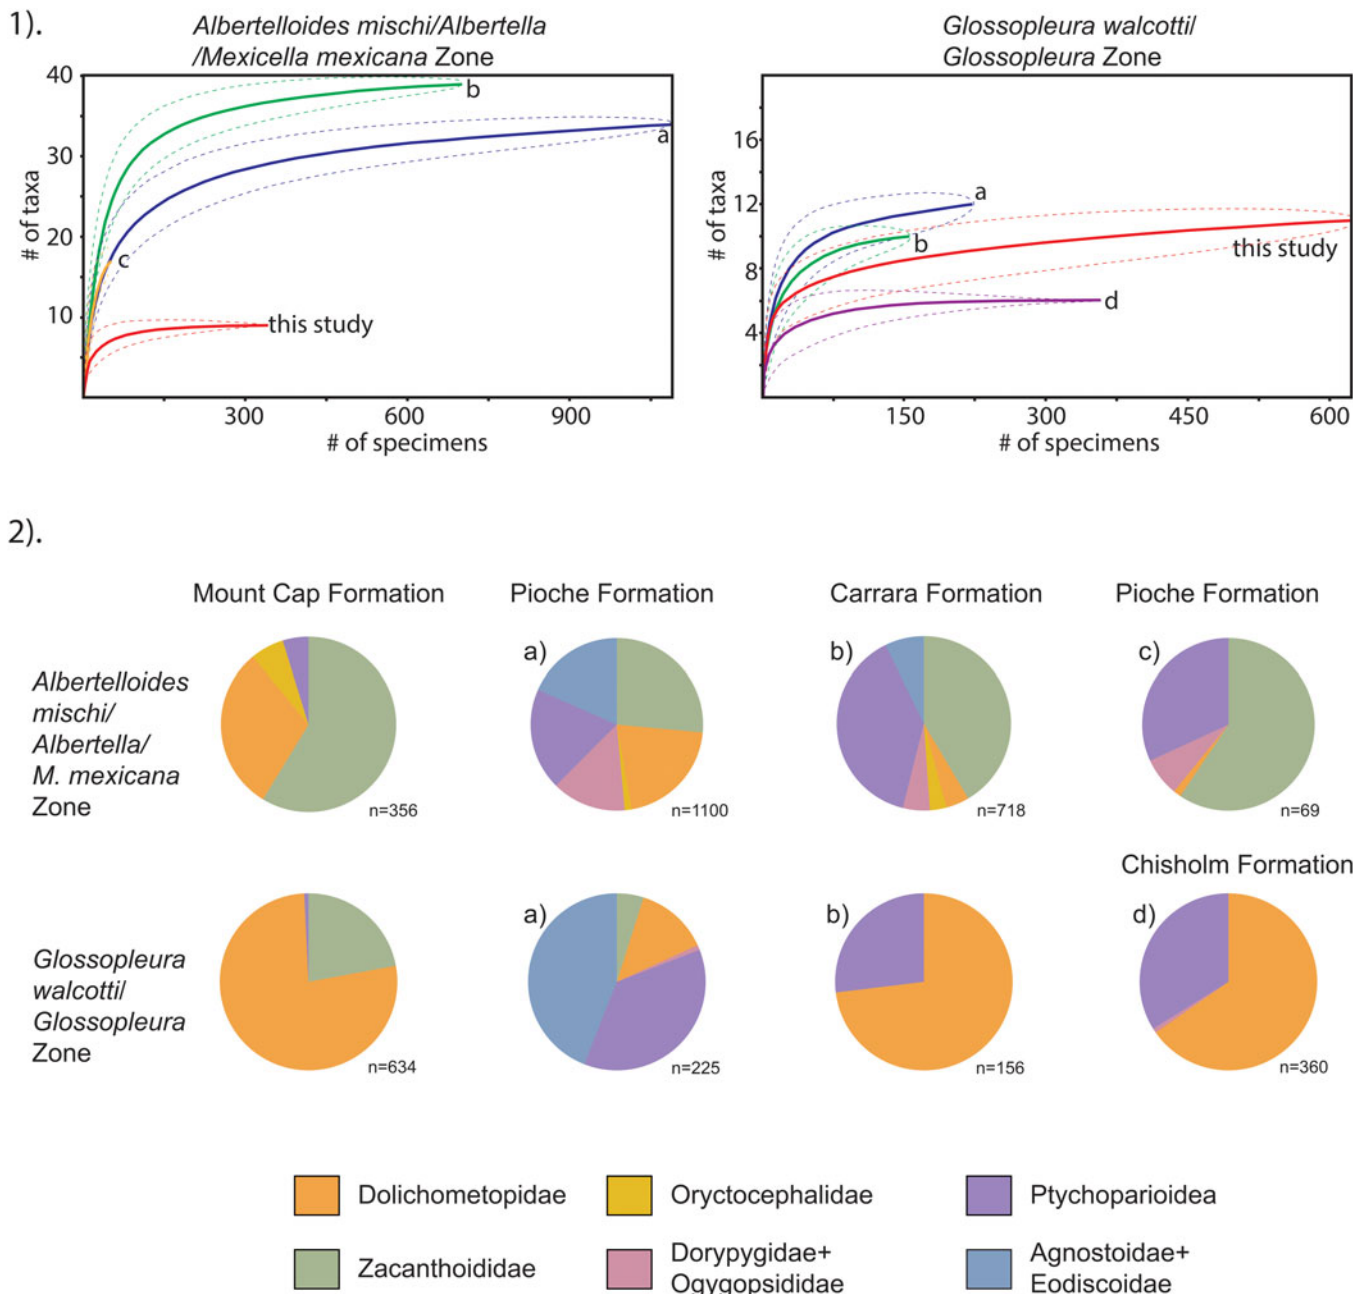 1).
Albertelloides mischi/Albertella
/Mexicella mexicana Zone
40
30
20
10
# of taxa
b
a
c
this study
300 600 900
# of specimens
Glossopleura walcotti/
Glossopleura Zone
16
12
8
4
# of taxa
a
b
this study
d
150 300 450 600
# of specimens
2).
Mount Cap Formation
Pioche Formation
Carrara Formation
Pioche Formation
Albertelloides
mischi/
Albertella/
M. mexicana
Zone
a)
b)
c)
n=356
n=1100
n=718
n=69
Chisholm Formation
Glossopleura
walcotti/
Glossopleura
Zone
a)
b)
d)
n=634
n=225
n=156
n=360
Dolichometopidae
Oryctocephalidae
Ptychoparioidea
Zacanthoididae
Dorypygidae+
Ogygopsididae
Agnostoidae+
Eodiscoidae